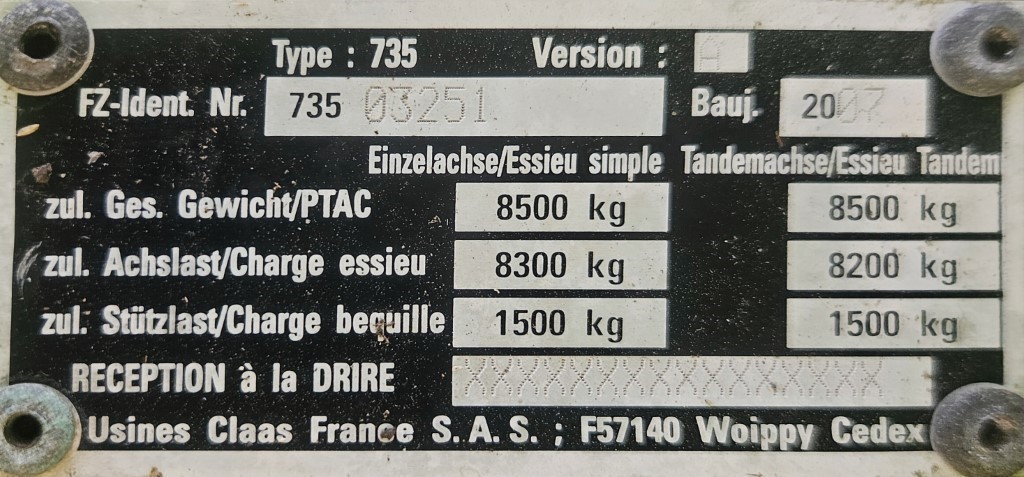 Type : 735 Version : A
FZ-Ident. Nr. 735 03251 Bauj. 2007
Einzelachse/Essieu simple Tandemachse/Essieu Tandem
zul. Ges. Gewicht/PTAC 8500 kg 8500 kg
zul. Achslast/Charge essieu 8300 kg 8200 kg
zul. Stützlast/Charge bequille 1500 kg 1500 kg
RECEPTION à la DRIRE XXXXXXXXXXXXXXXX
Usines Claas France S.A.S. ; F57140 Woippy Cedex